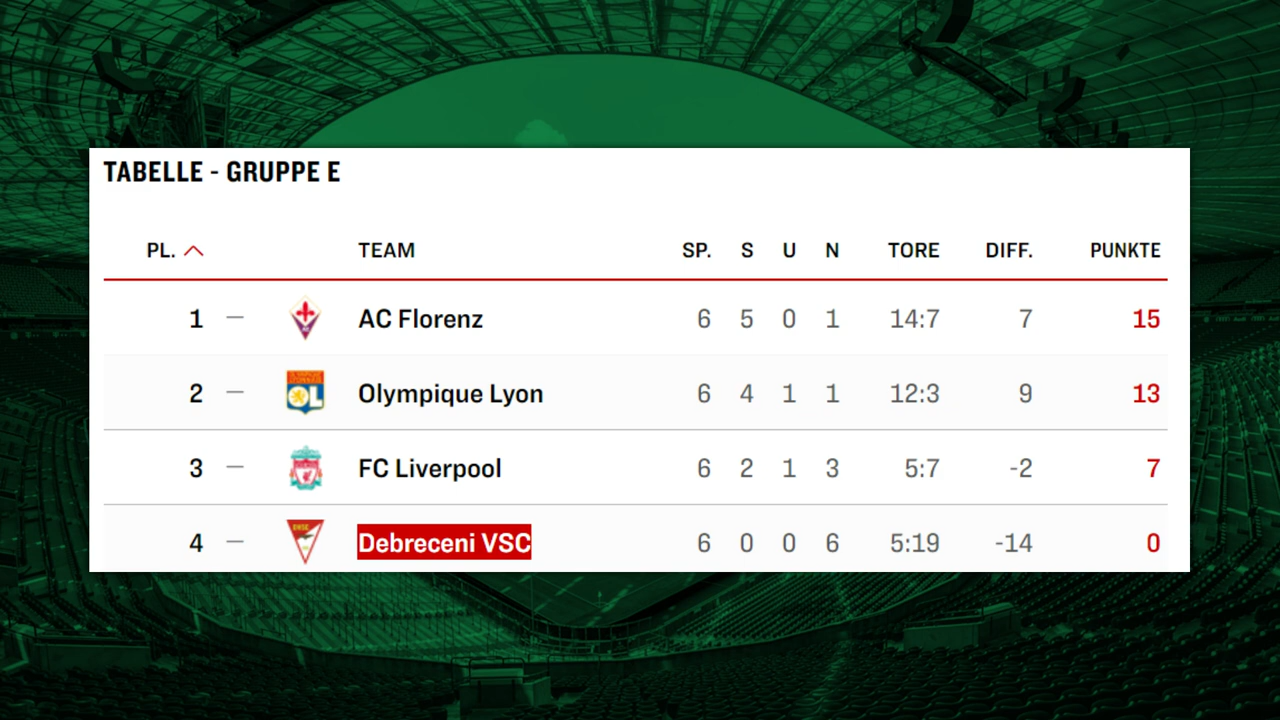 TABELLE - GRUPPE E
PL. TEAM SP. S U N TORE DIFF. PUNKTE
1 — AC Florenz 6 5 0 1 14:7 7 15
2 — Olympique Lyon 6 4 1 1 12:3 9 13
3 — FC Liverpool 6 2 1 3 5:7 -2 7
4 — Debreceni VSC 6 0 0 6 5:19 -14 0